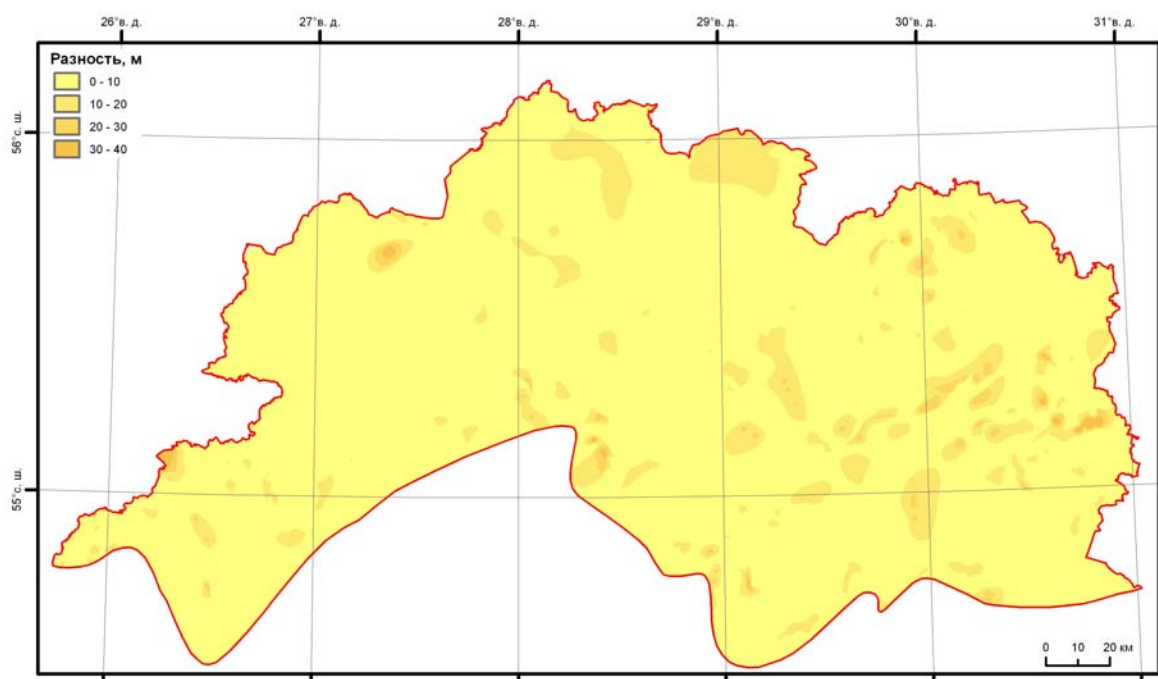 26°в. д. 27°в. д. 28°в. д. 29°в. д. 30°в. д. 31°в. д.
Разность, м
0 - 10
10 - 20
20 - 30
30 - 40
56°с. ш.
55°с. ш.
0 10 20 км